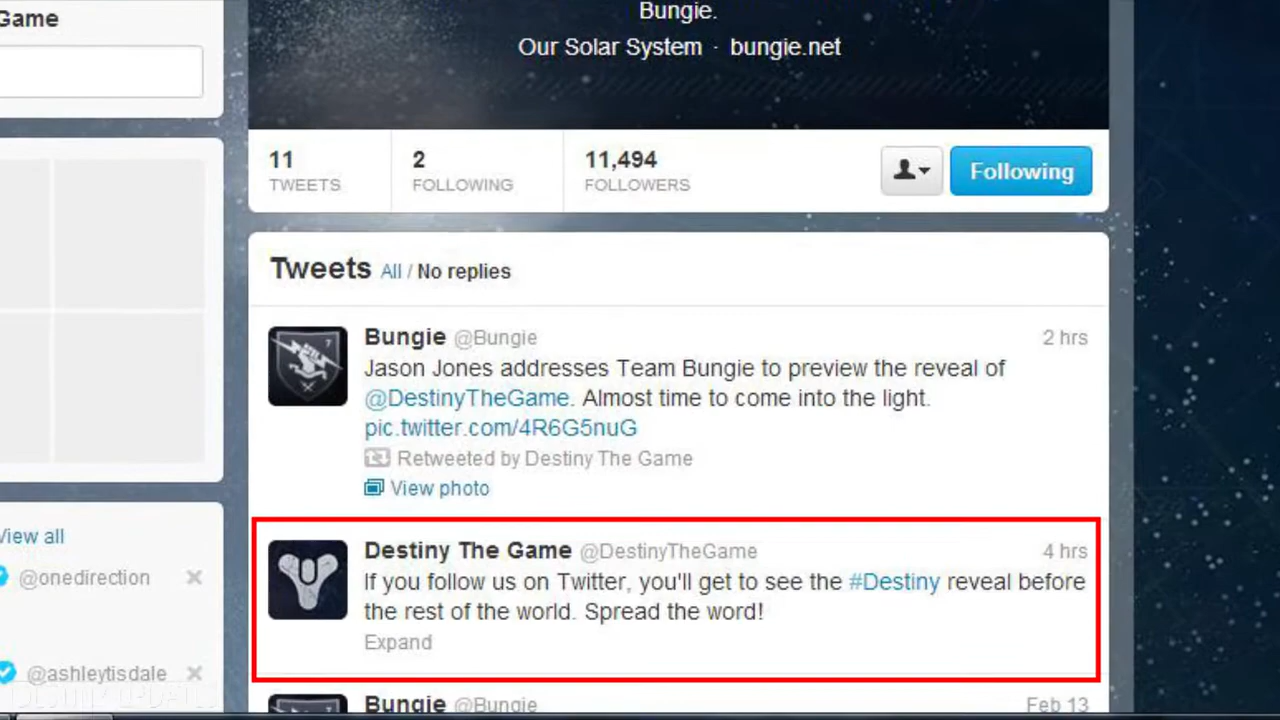 Game
Bungie.
Our Solar System · bungie.net
11
TWEETS
2
FOLLOWING
11,494
FOLLOWERS
Following
Tweets All / No replies
Bungie @Bungie 2 hrs
Jason Jones addresses Team Bungie to preview the reveal of
@DestinyTheGame. Almost time to come into the light.
pic.twitter.com/4R6G5nuG
Retweeted by Destiny The Game
View photo
View all
@onedirection
@ashleytisdale
Destiny The Game @DestinyTheGame 4 hrs
If you follow us on Twitter, you'll get to see the #Destiny reveal before
the rest of the world. Spread the word!
Expand
Bungie @Bungie Feb 13